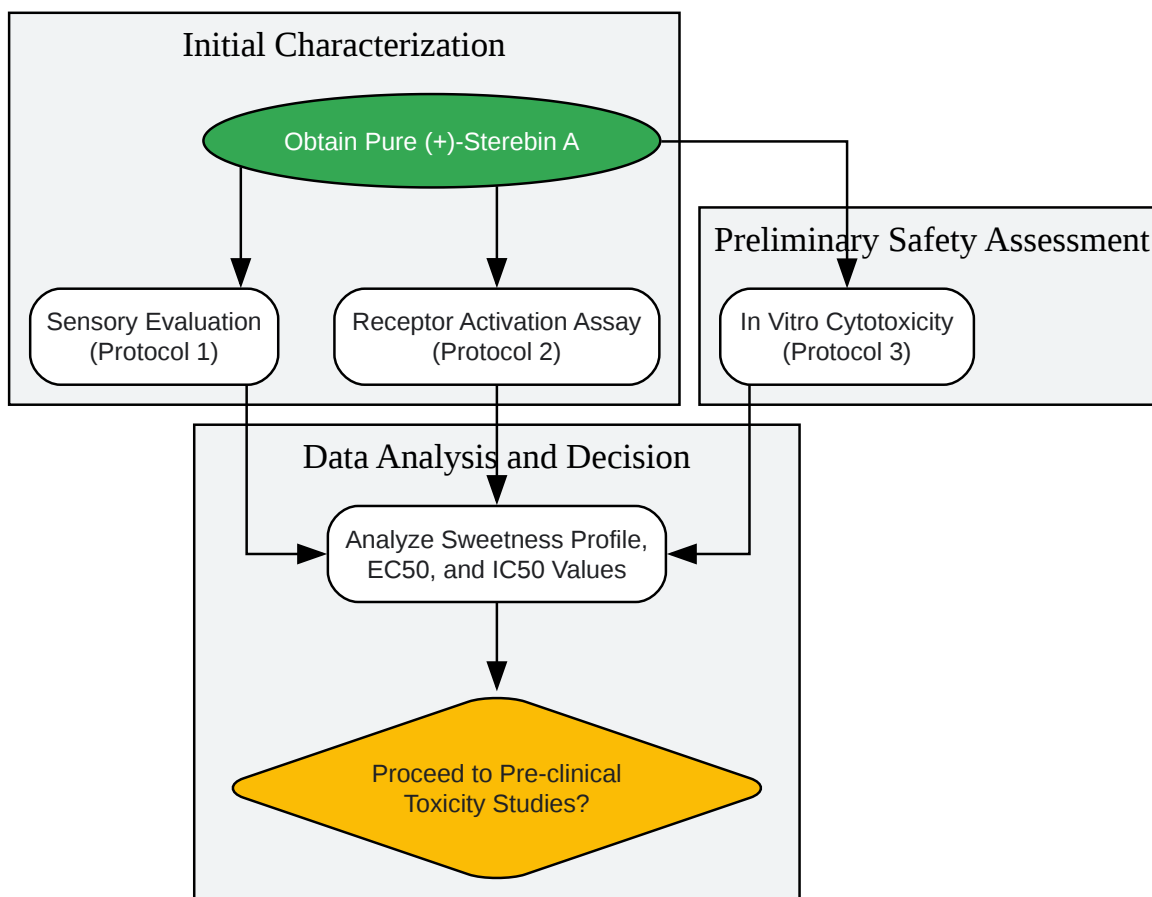 Initial Characterization
Obtain Pure (+)-Sterebin A
Preliminary Safety Assessment
Sensory Evaluation
(Protocol 1)
Receptor Activation Assay
(Protocol 2)
In Vitro Cytotoxicity
(Protocol 3)
Data Analysis and Decision
Analyze Sweetness Profile,
EC50, and IC50 Values
Proceed to Pre-clinical
Toxicity Studies?